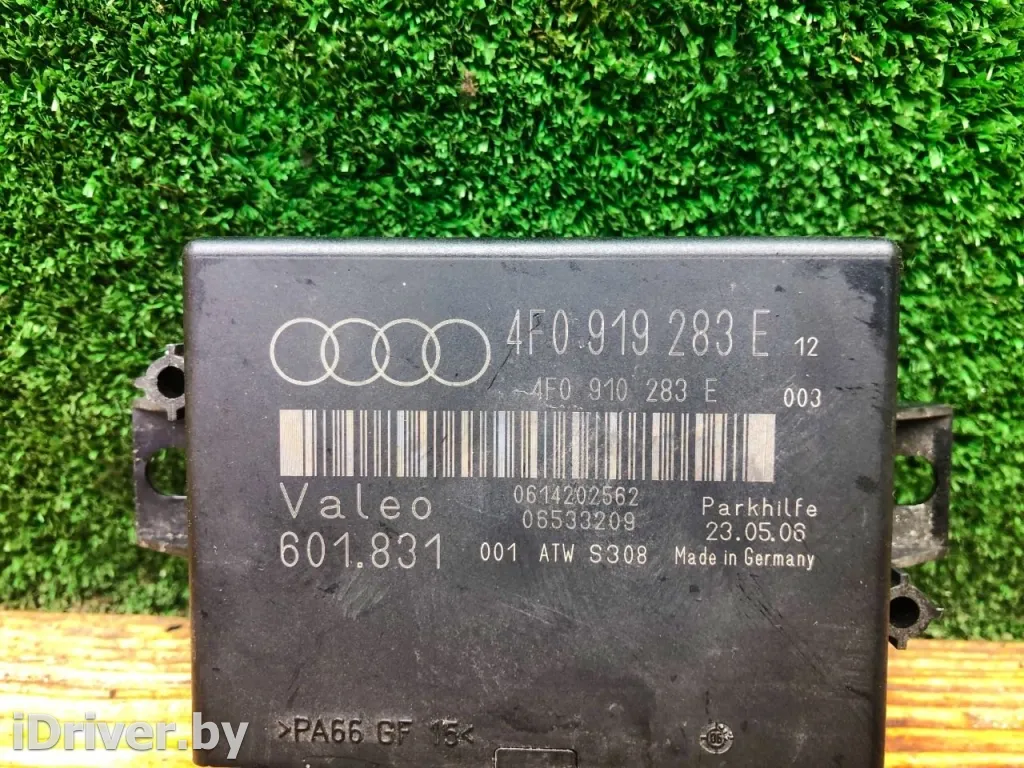 4F0 919 283 E 12
4F0 910 283 E 003
Valeo 0614202562 Parkhilfe
06533209 23.05.06
601.831 001 ATW S308 Made in Germany
>PA66 GF 15<
iDriver.by